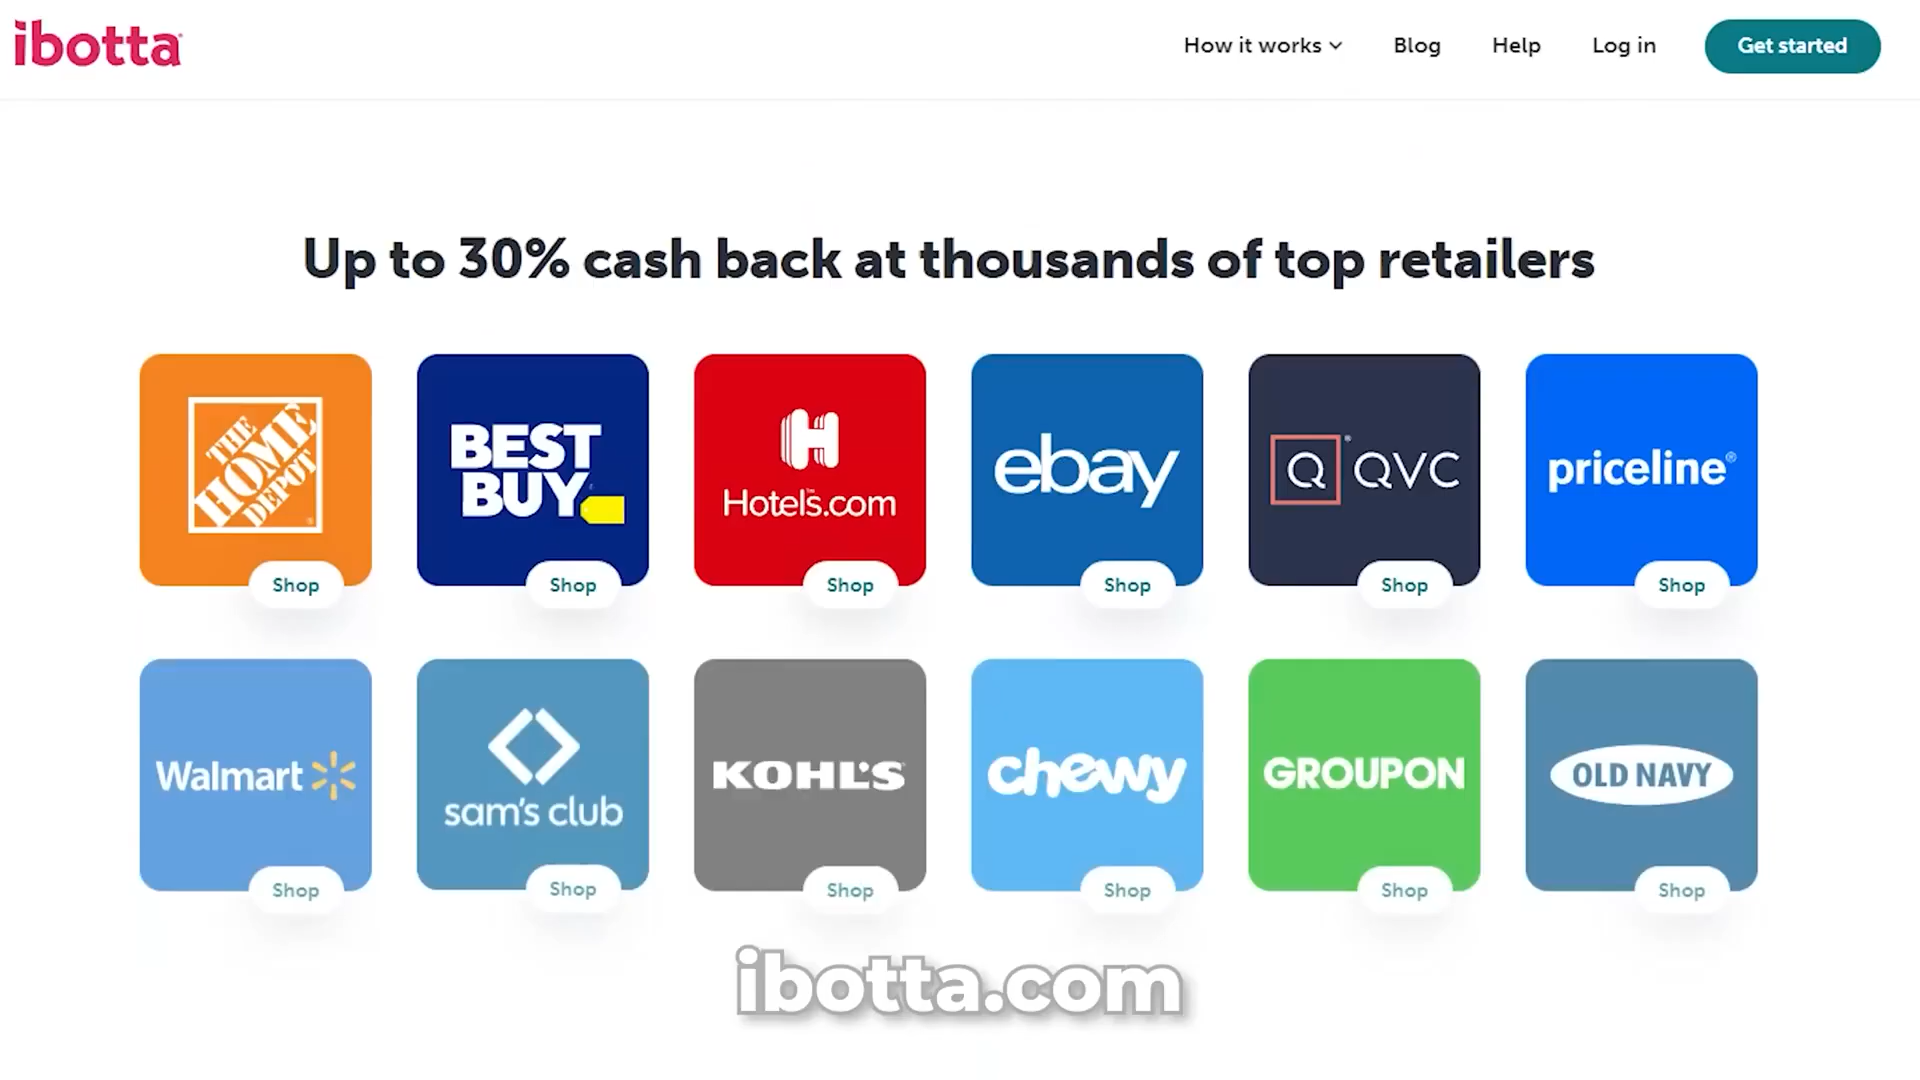 ibotta
How it works
Blog
Help
Log in
Get started
Up to 30% cash back at thousands of top retailers
THE
HOME
DEPOT
BEST
BUY
Hotels.com
ebay
Q QVC
priceline
Shop
Shop
Shop
Shop
Shop
Shop
Walmart
sam's club
KOHL'S
chewy
GROUPON
OLD NAVY
Shop
Shop
Shop
Shop
Shop
Shop
ibotta.com